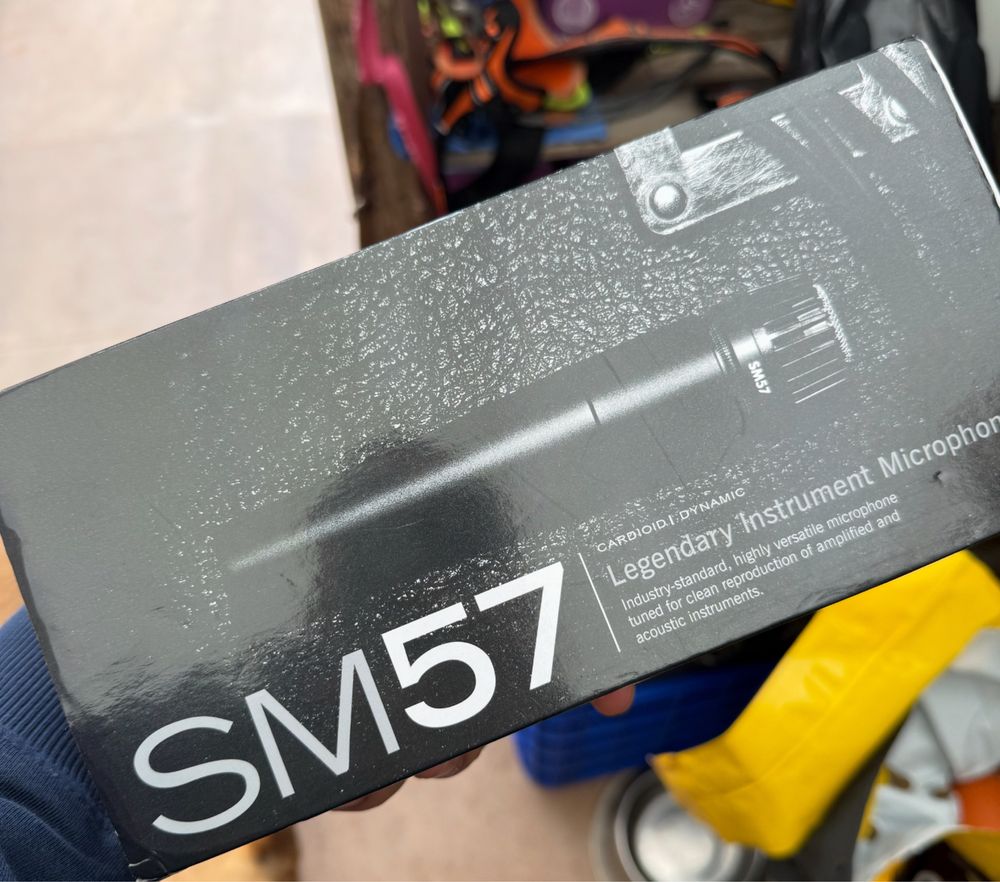 SM57
SM57
CARDIOID | DYNAMIC
Legendary Instrument Microphon
Industry-standard, highly versatile microphone
tuned for clean reproduction of amplified and
acoustic instruments.